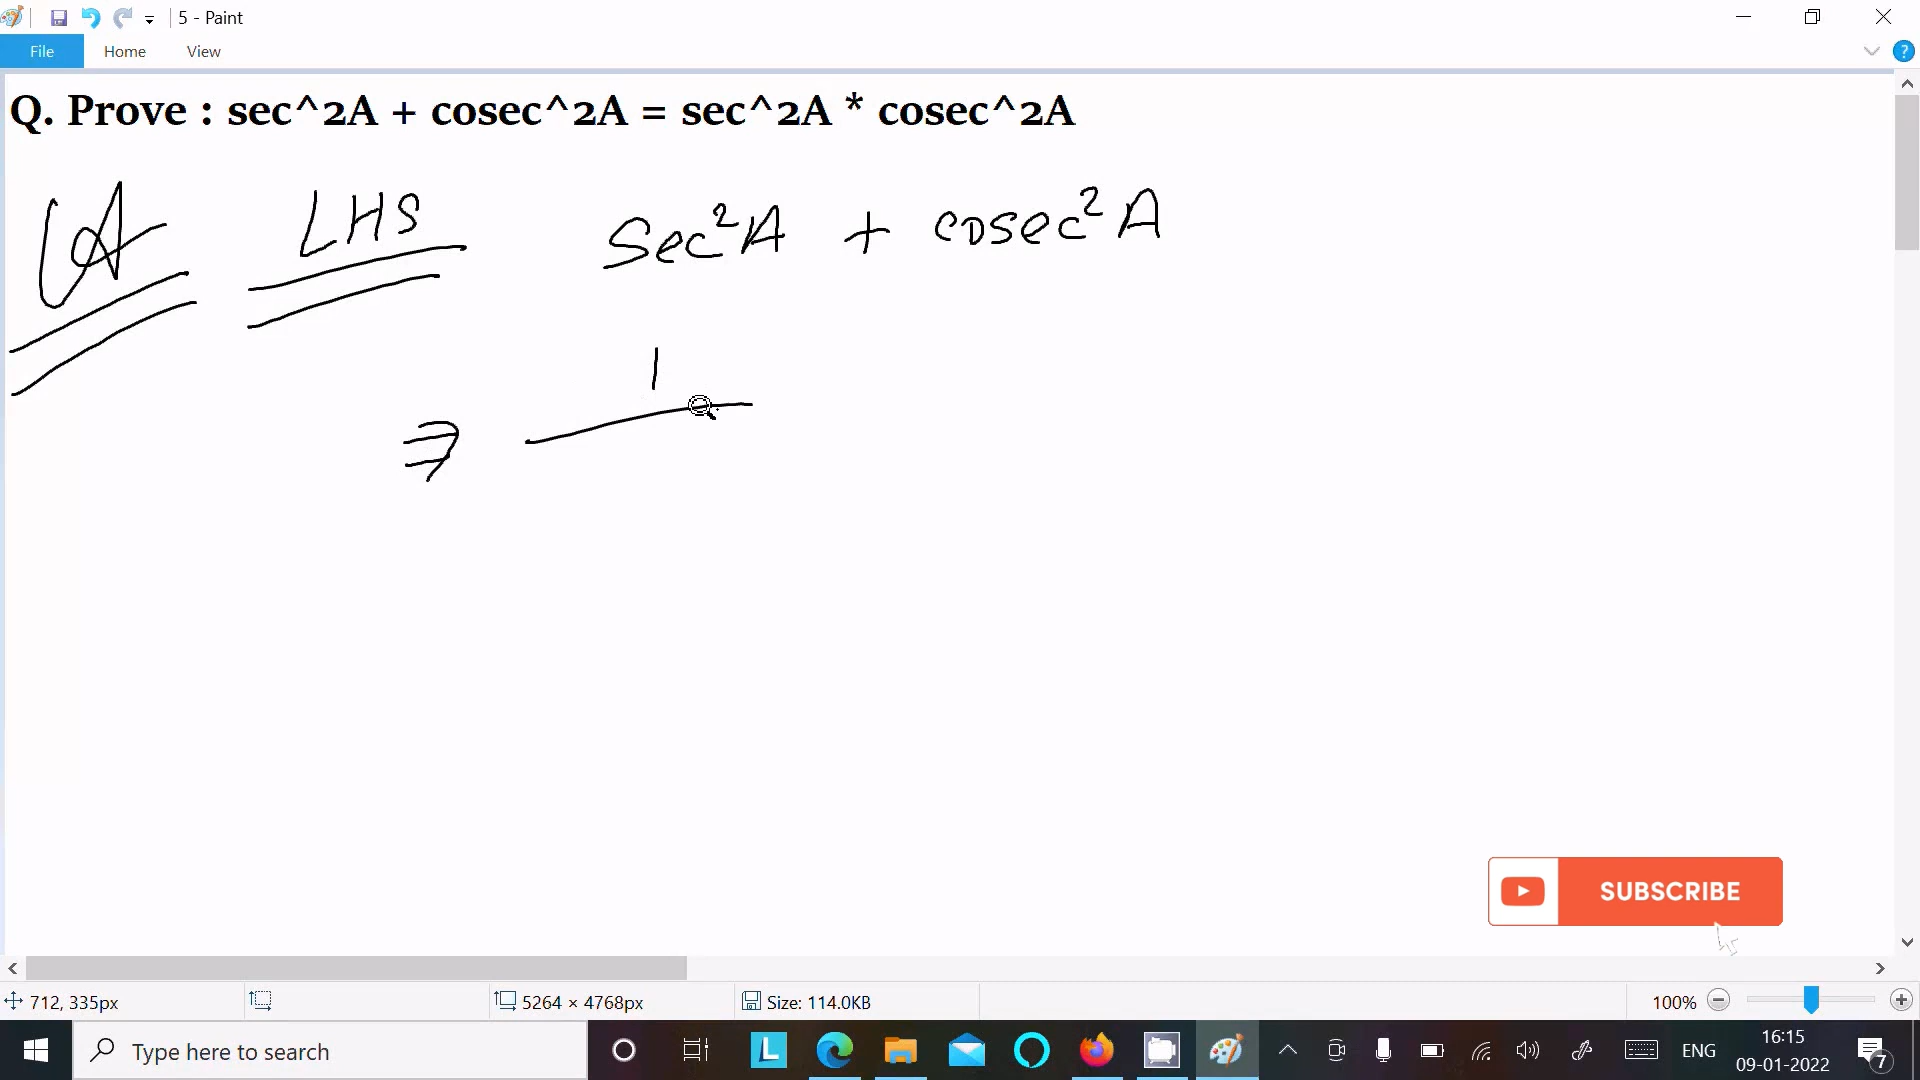 5 - Paint
File Home View
Q. Prove : sec^2A + cosec^2A = sec^2A * cosec^2A
LHS sec²A + cosec²A
⇒ 1
SUBSCRIBE
712, 335px 5264 × 4768px Size: 114.0KB 100%
Type here to search L ENG 16:15
09-01-2022 7